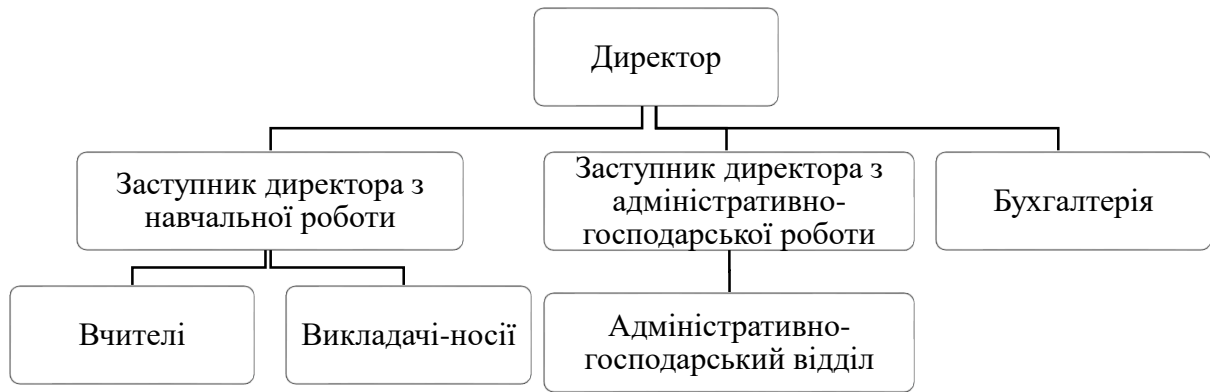 Директор
Заступник директора з
навчальної роботи
Заступник директора з
адміністративно-
господарської роботи
Бухгалтерія
Вчителі
Викладачі-носії
Адміністративно-
господарський відділ